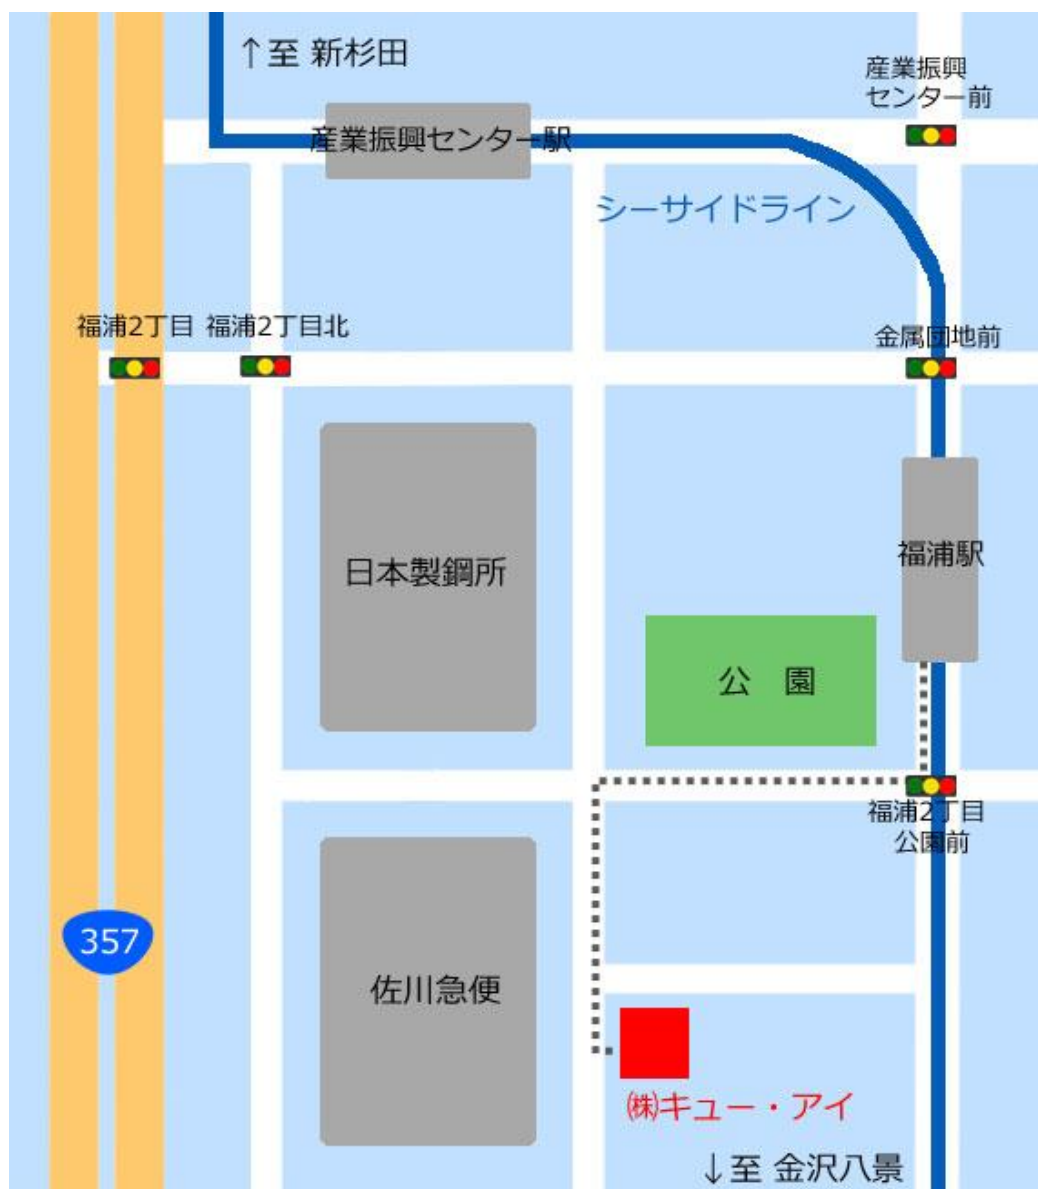 ↑至 新杉田
産業振興
センター前
産業振興センター駅
シーサイドライン
福浦2丁目
福浦2丁目北
金属団地前
日本製鋼所
福浦駅
公 園
福浦2丁目
公園前
357
佐川急便
㈱キュー・アイ
↓至 金沢八景